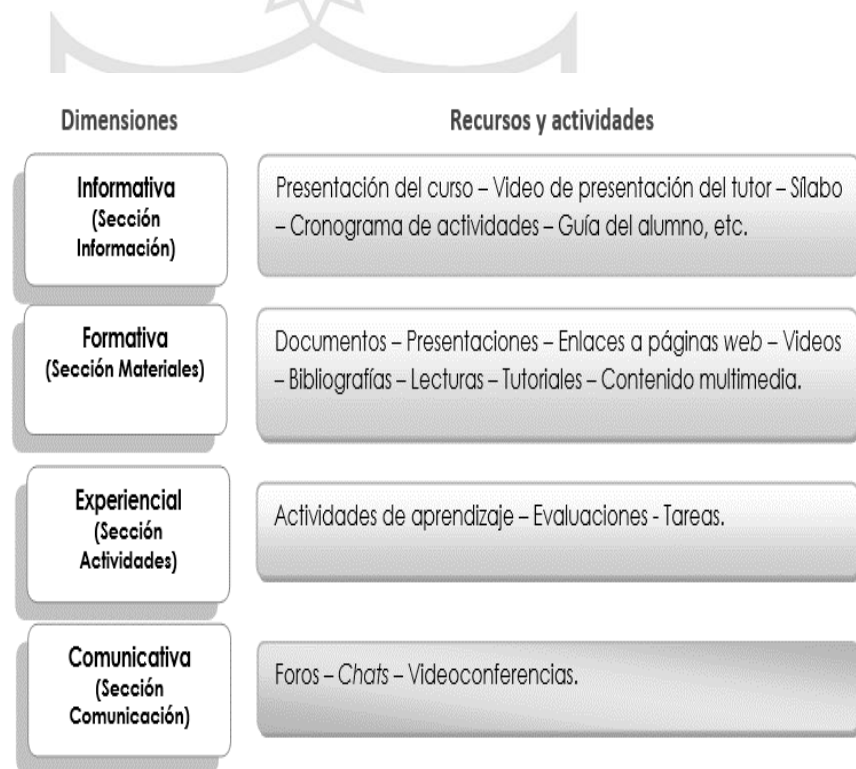 Dimensiones
Recursos y actividades
Informativa
(Sección
Información)
Presentación del curso – Video de presentación del tutor – Sílabo
– Cronograma de actividades – Guía del alumno, etc.
Formativa
(Sección Materiales)
Documentos – Presentaciones – Enlaces a páginas web – Videos
– Bibliografías – Lecturas – Tutoriales – Contenido multimedia.
Experiencial
(Sección
Actividades)
Actividades de aprendizaje – Evaluaciones - Tareas.
Comunicativa
(Sección
Comunicación)
Foros – Chats – Videoconferencias.